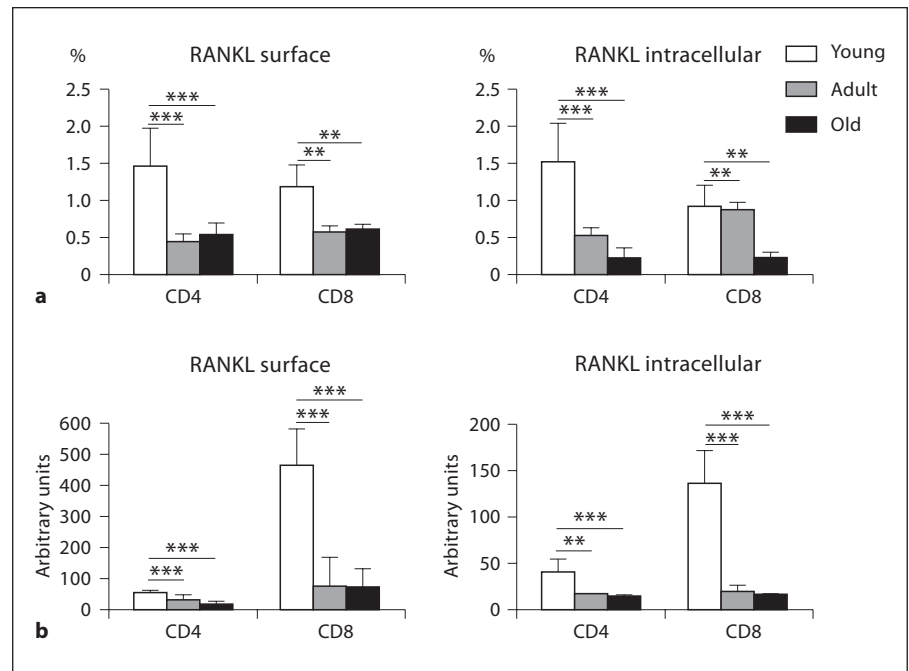 % RANKL surface
2.5
2.0
1.5
1.0
0.5
0
***
***
**
**
CD4 CD8
a
% RANKL intracellular
2.5
2.0
1.5
1.0
0.5
0
***
***
**
**
CD4 CD8
Young
Adult
Old
RANKL surface
Arbitrary units
600
500
400
300
200
100
0
***
***
***
***
CD4 CD8
b
RANKL intracellular
Arbitrary units
200
150
100
50
0
***
**
***
***
CD4 CD8